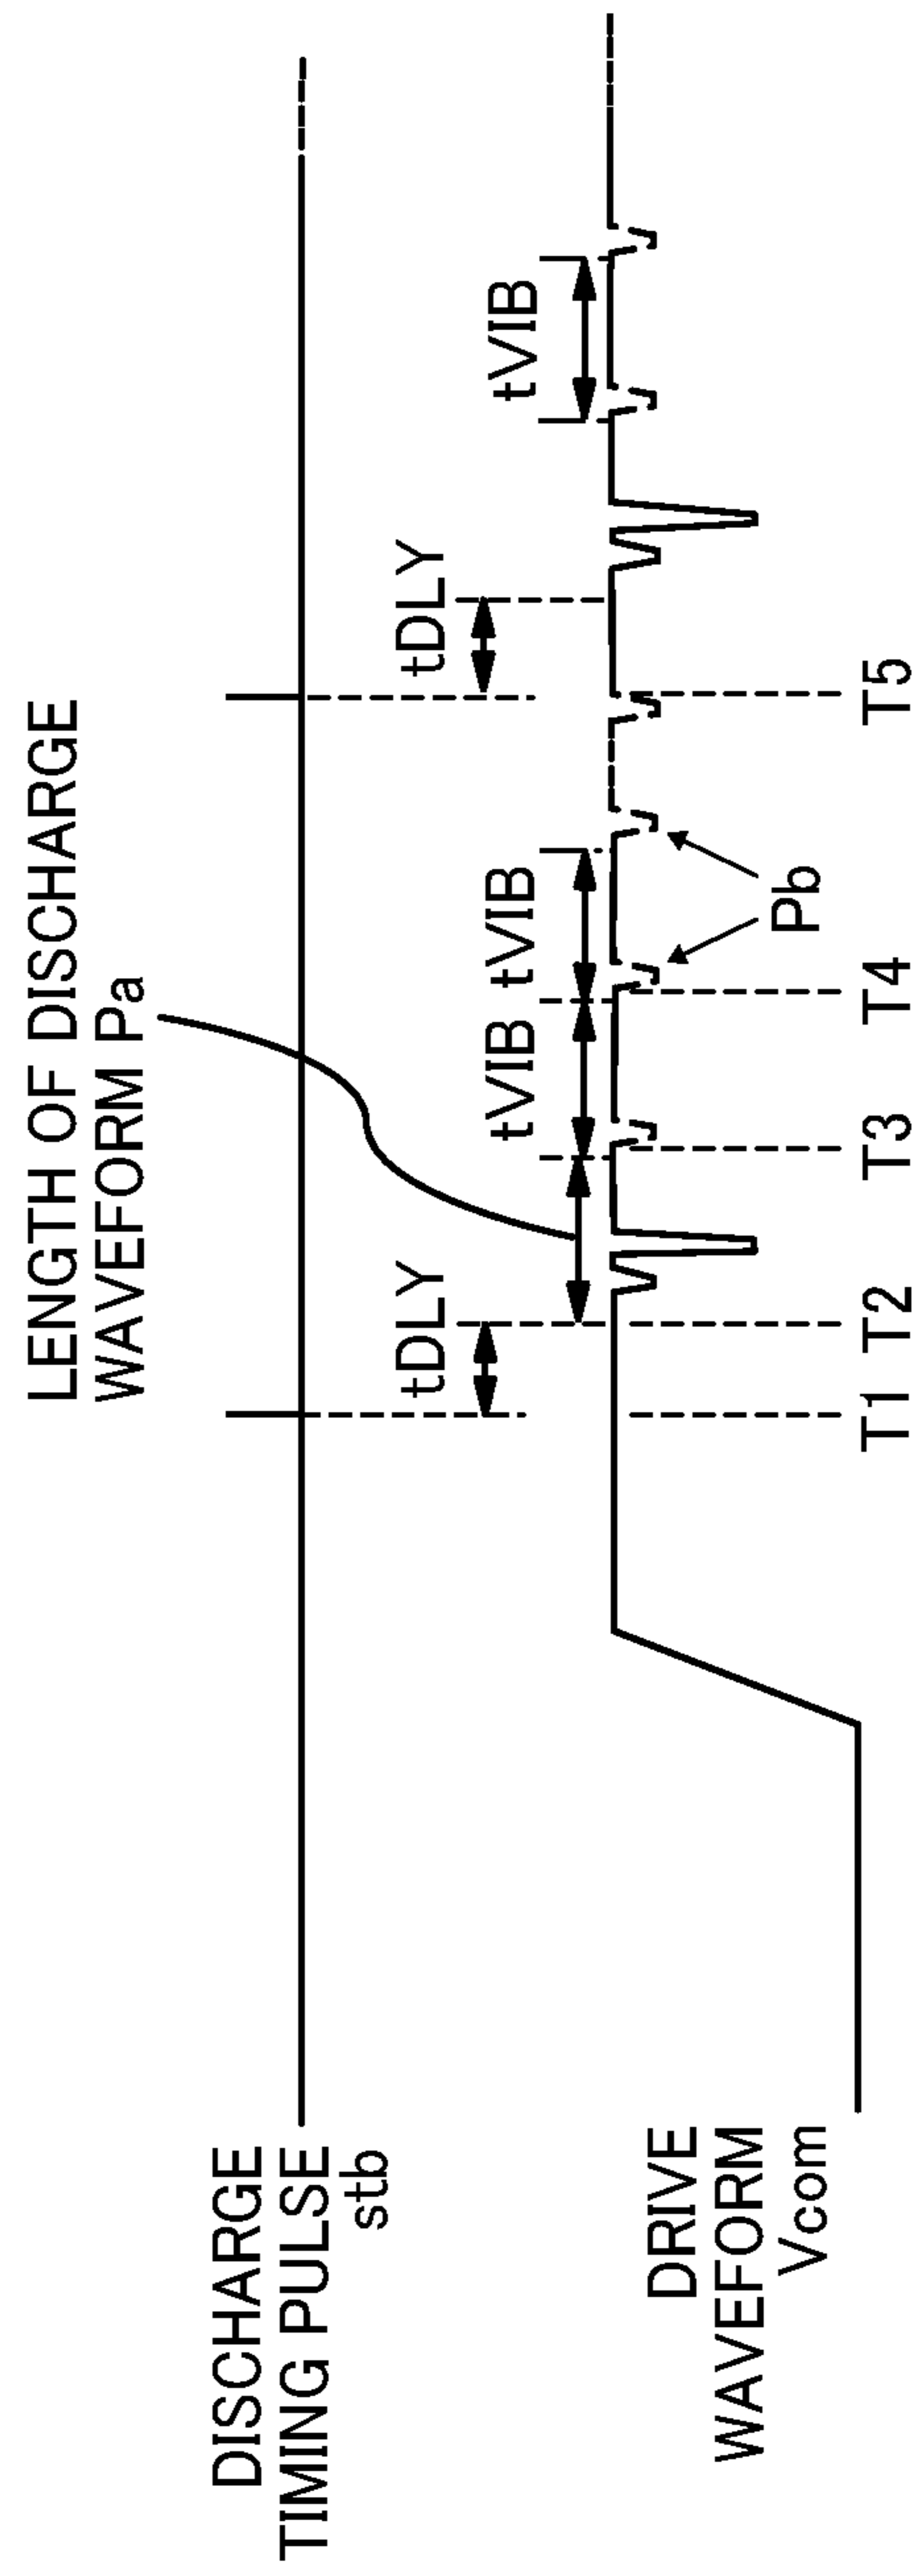 LENGTH OF DISCHARGE
WAVEFORM Pa
DISCHARGE
TIMING PULSE
stb
tDLY
tDLY
tVIB
tVIB
tVIB
DRIVE
WAVEFORM
Vcom
Pb
T1
T2
T3
T4
T5